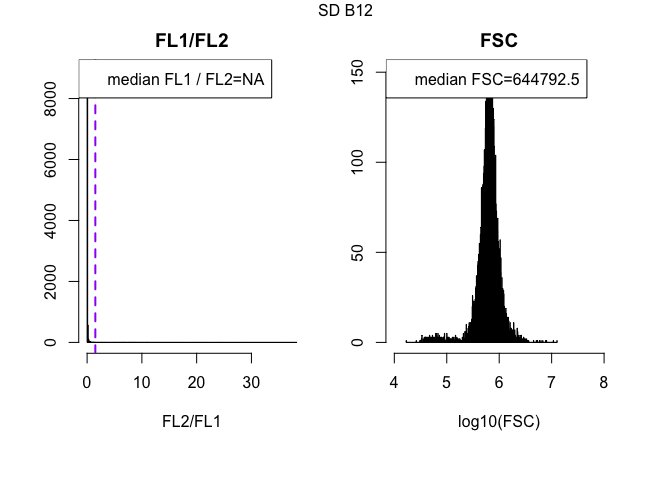 SD B12
FL1/FL2
median FL1 / FL2=NA
0
2000
4000
6000
8000
0 10 20 30
FL2/FL1
FSC
median FSC=644792.5
0
50
100
150
4 5 6 7 8
log10(FSC)